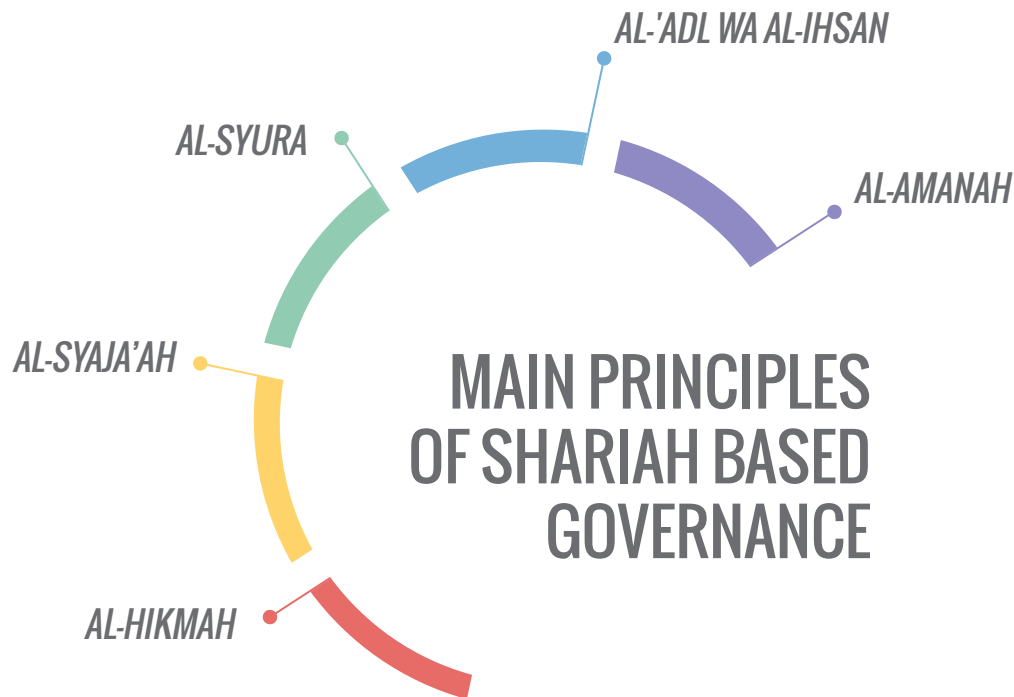 AL-'ADL WA AL-IHSAN
AL-SYURA
AL-AMANAH
AL-SYAJA’AH
MAIN PRINCIPLES
OF SHARIAH BASED
GOVERNANCE
AL-HIKMAH